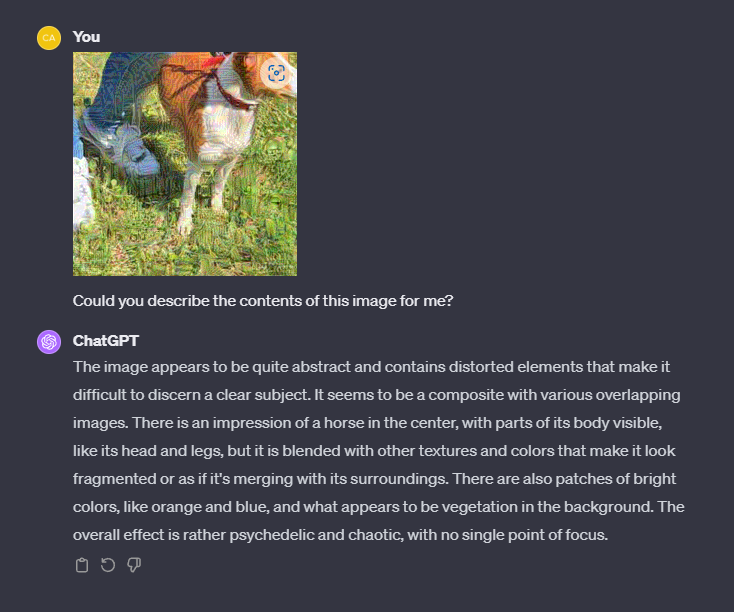 CA
You
Could you describe the contents of this image for me?
ChatGPT
The image appears to be quite abstract and contains distorted elements that make it
difficult to discern a clear subject. It seems to be a composite with various overlapping
images. There is an impression of a horse in the center, with parts of its body visible,
like its head and legs, but it is blended with other textures and colors that make it look
fragmented or as if it's merging with its surroundings. There are also patches of bright
colors, like orange and blue, and what appears to be vegetation in the background. The
overall effect is rather psychedelic and chaotic, with no single point of focus.